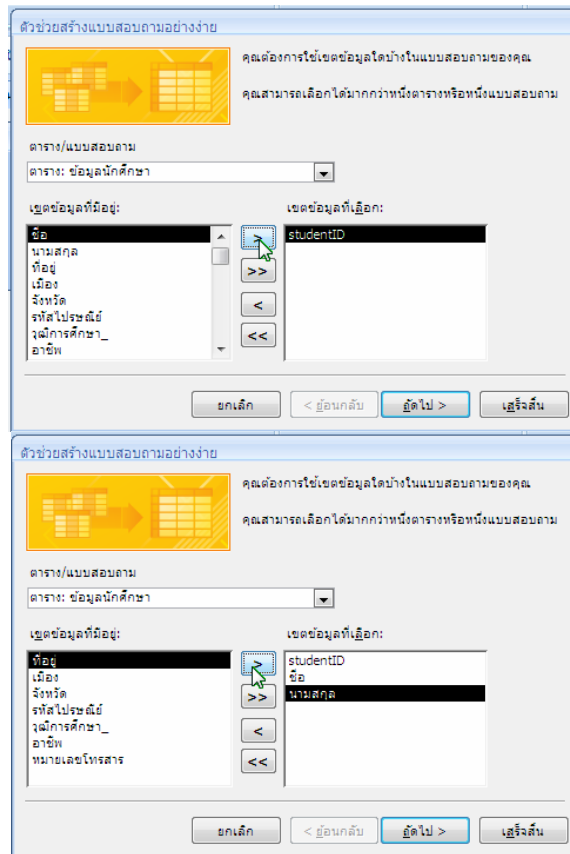 ตัวช่วยสร้างแบบสอบถามอย่างง่าย
คุณต้องการใช้เขตข้อมูลใดบ้างในแบบสอบถามของคุณ
คุณสามารถเลือกได้มากกว่าหนึ่งตารางหรือหนึ่งแบบสอบถาม
ตาราง/แบบสอบถาม
ตาราง: ข้อมูลนักศึกษา
เขตข้อมูลที่มีอยู่: เขตข้อมูลที่เลือก:
ชื่อ > studentID
นามสกุล
ที่อยู่ >>
เมือง
จังหวัด <
รหัสไปรษณีย์
วุฒิการศึกษา_ <<
อาชีพ
ยกเลิก < ย้อนกลับ ถัดไป > เสร็จสิ้น
ตัวช่วยสร้างแบบสอบถามอย่างง่าย
คุณต้องการใช้เขตข้อมูลใดบ้างในแบบสอบถามของคุณ
คุณสามารถเลือกได้มากกว่าหนึ่งตารางหรือหนึ่งแบบสอบถาม
ตาราง/แบบสอบถาม
ตาราง: ข้อมูลนักศึกษา
เขตข้อมูลที่มีอยู่: เขตข้อมูลที่เลือก:
ที่อยู่ > studentID
เมือง ชื่อ
จังหวัด >> นามสกุล
รหัสไปรษณีย์
วุฒิการศึกษา_ <
อาชีพ
หมายเลขโทรสาร <<
ยกเลิก < ย้อนกลับ ถัดไป > เสร็จสิ้น